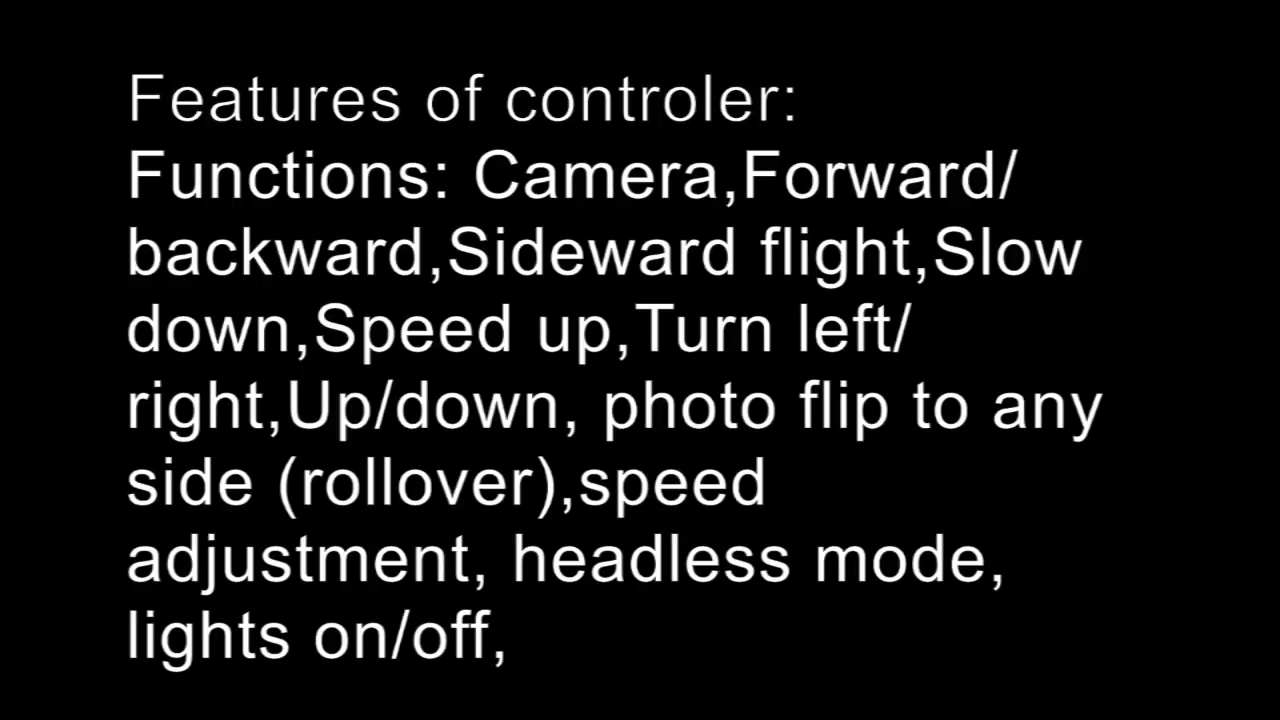 Features of controler:
Functions: Camera,Forward/
backward,Sideward flight,Slow
down,Speed up,Turn left/
right,Up/down, photo flip to any
side (rollover),speed
adjustment, headless mode,
lights on/off,